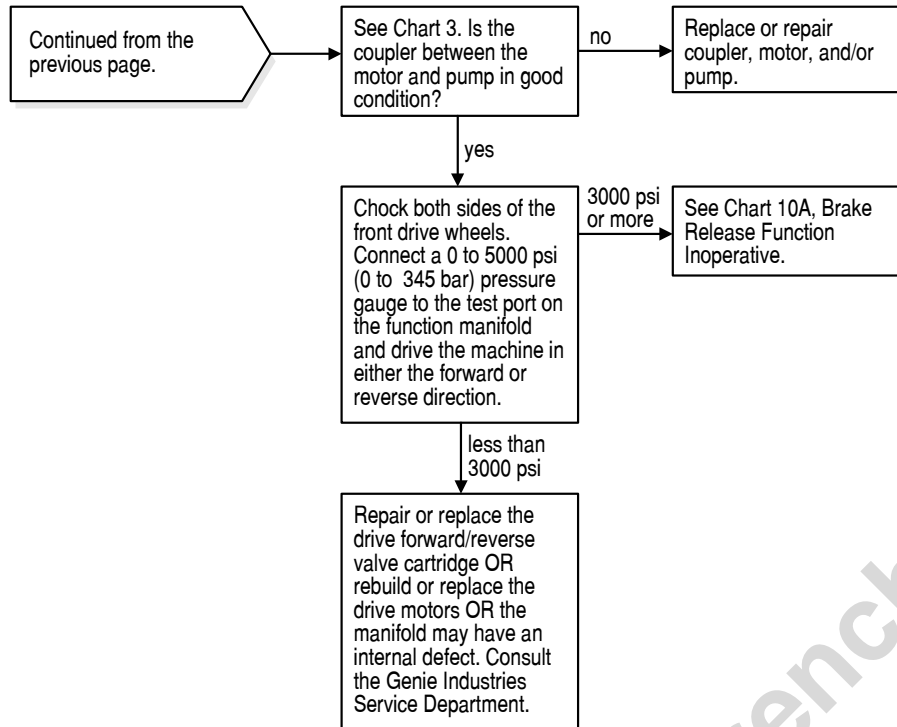 Continued from the
previous page.
See Chart 3. Is the
coupler between the
motor and pump in good
condition?
no
Replace or repair
coupler, motor, and/or
pump.
yes
Chock both sides of the
front drive wheels.
Connect a 0 to 5000 psi
(0 to 345 bar) pressure
gauge to the test port on
the function manifold
and drive the machine in
either the forward or
reverse direction.
3000 psi
or more
See Chart 10A, Brake
Release Function
Inoperative.
less than
3000 psi
Repair or replace the
drive forward/reverse
valve cartridge OR
rebuild or replace the
drive motors OR the
manifold may have an
internal defect. Consult
the Genie Industries
Service Department.